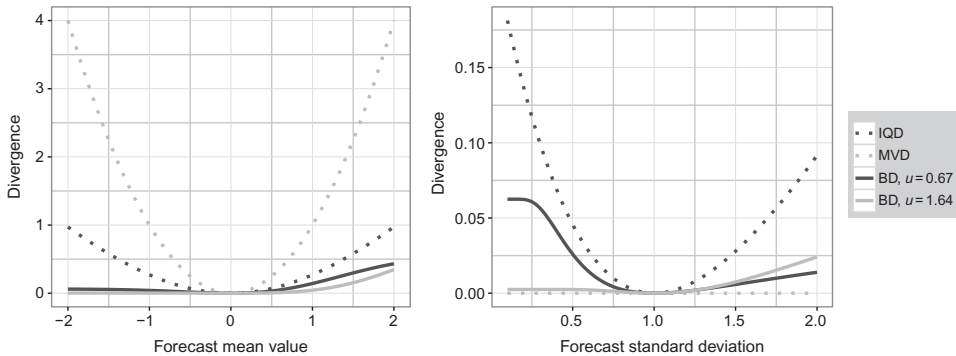 4
3
2
1
0
Divergence
−2
−1
0
1
2
Forecast mean value
0.15
0.10
0.05
0.00
Divergence
0.5
1.0
1.5
2.0
Forecast standard deviation
IQD
MVD
BD, u = 0.67
BD, u = 1.64